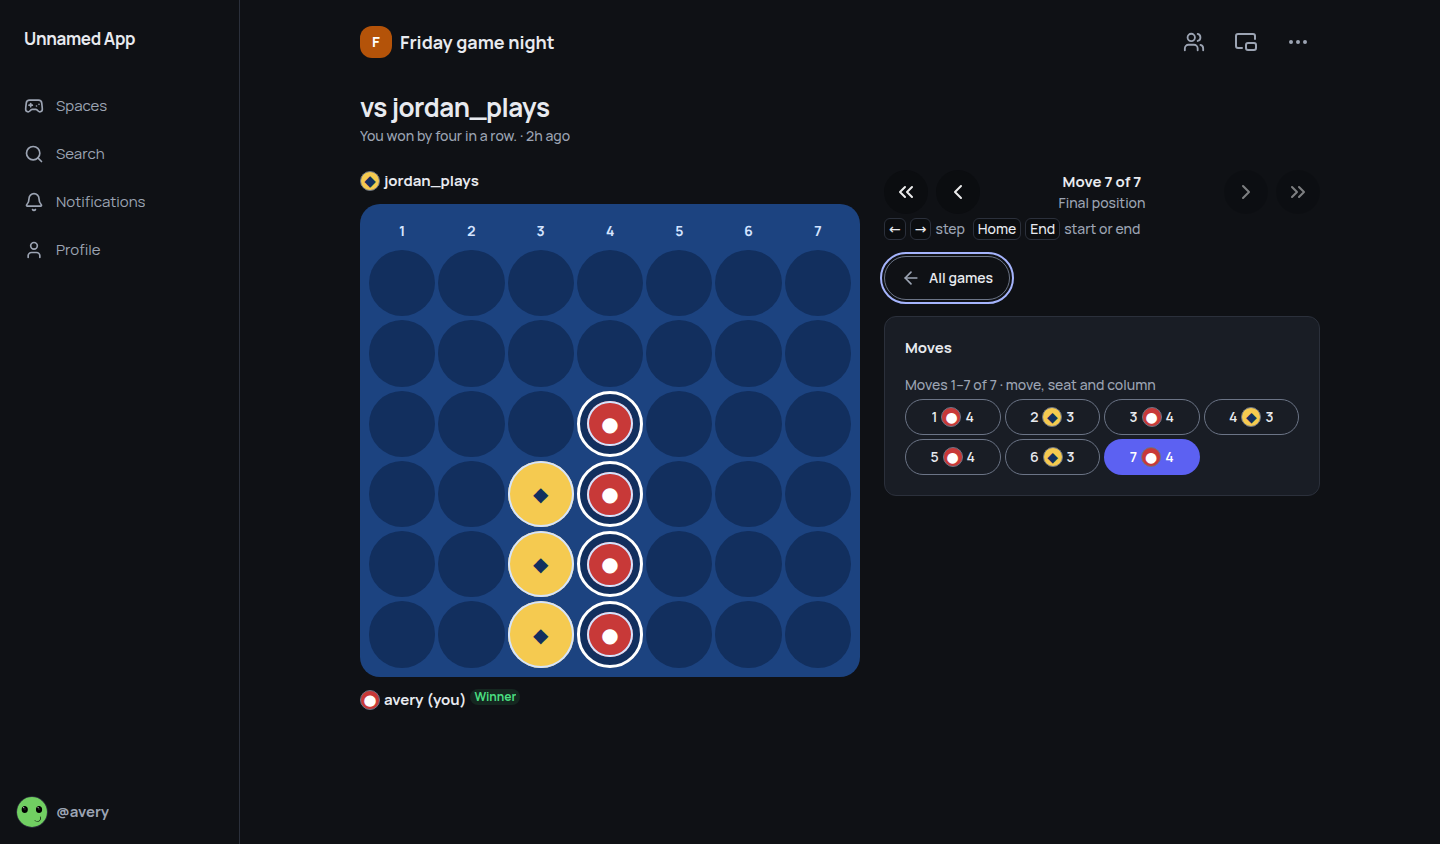 Unnamed App
Spaces
Search
Notifications
Profile
@avery
F Friday game night
vs jordan_plays
You won by four in a row. · 2h ago
jordan_plays
1 2 3 4 5 6 7
avery (you) Winner
Move 7 of 7
Final position
← → step Home End start or end
← All games
Moves
Moves 1–7 of 7 · move, seat and column
1 4 2 3 3 4 4 3
5 4 6 3 7 4